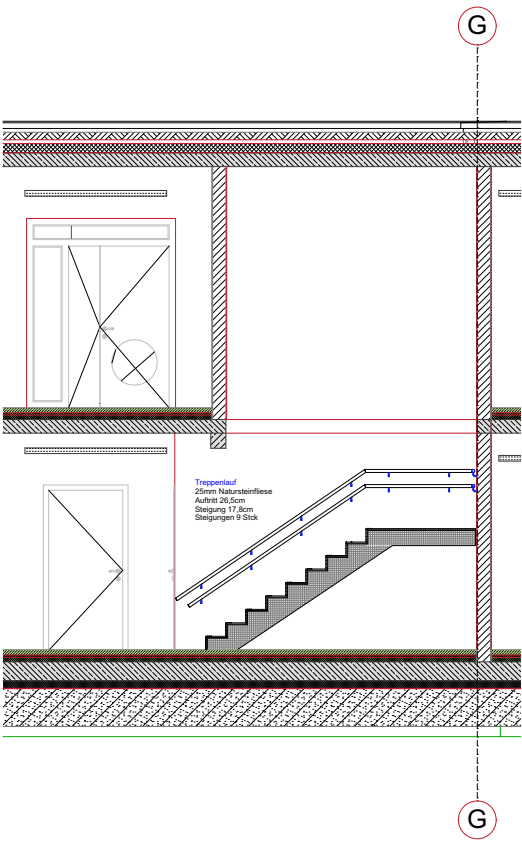 G
Treppenlauf
25mm Natursteinfliese
Auftritt 26,5cm
Steigung 17,8cm
Steigungen 9 Stck
G